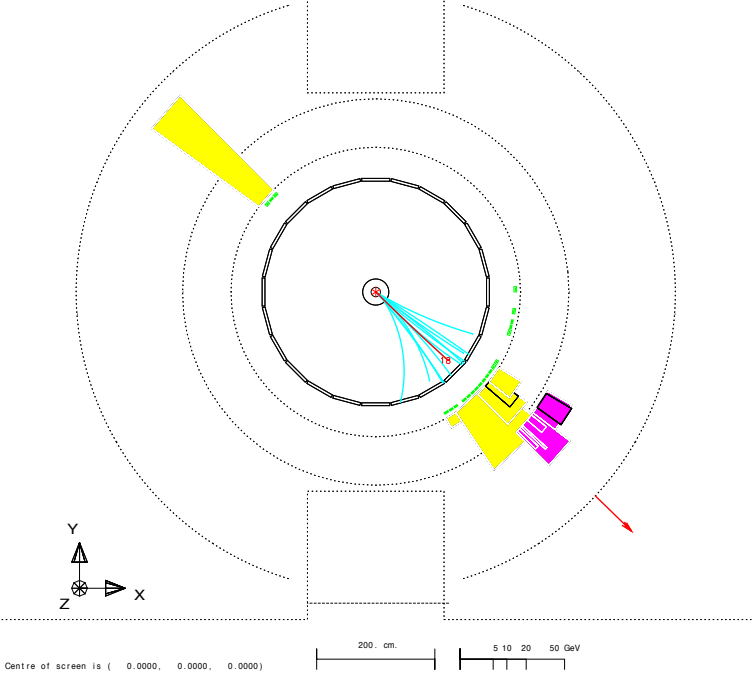 18
Y
Z
X
200. cm.
5 10 20 50 GeV
Centre of screen is ( 0.0000, 0.0000, 0.0000)